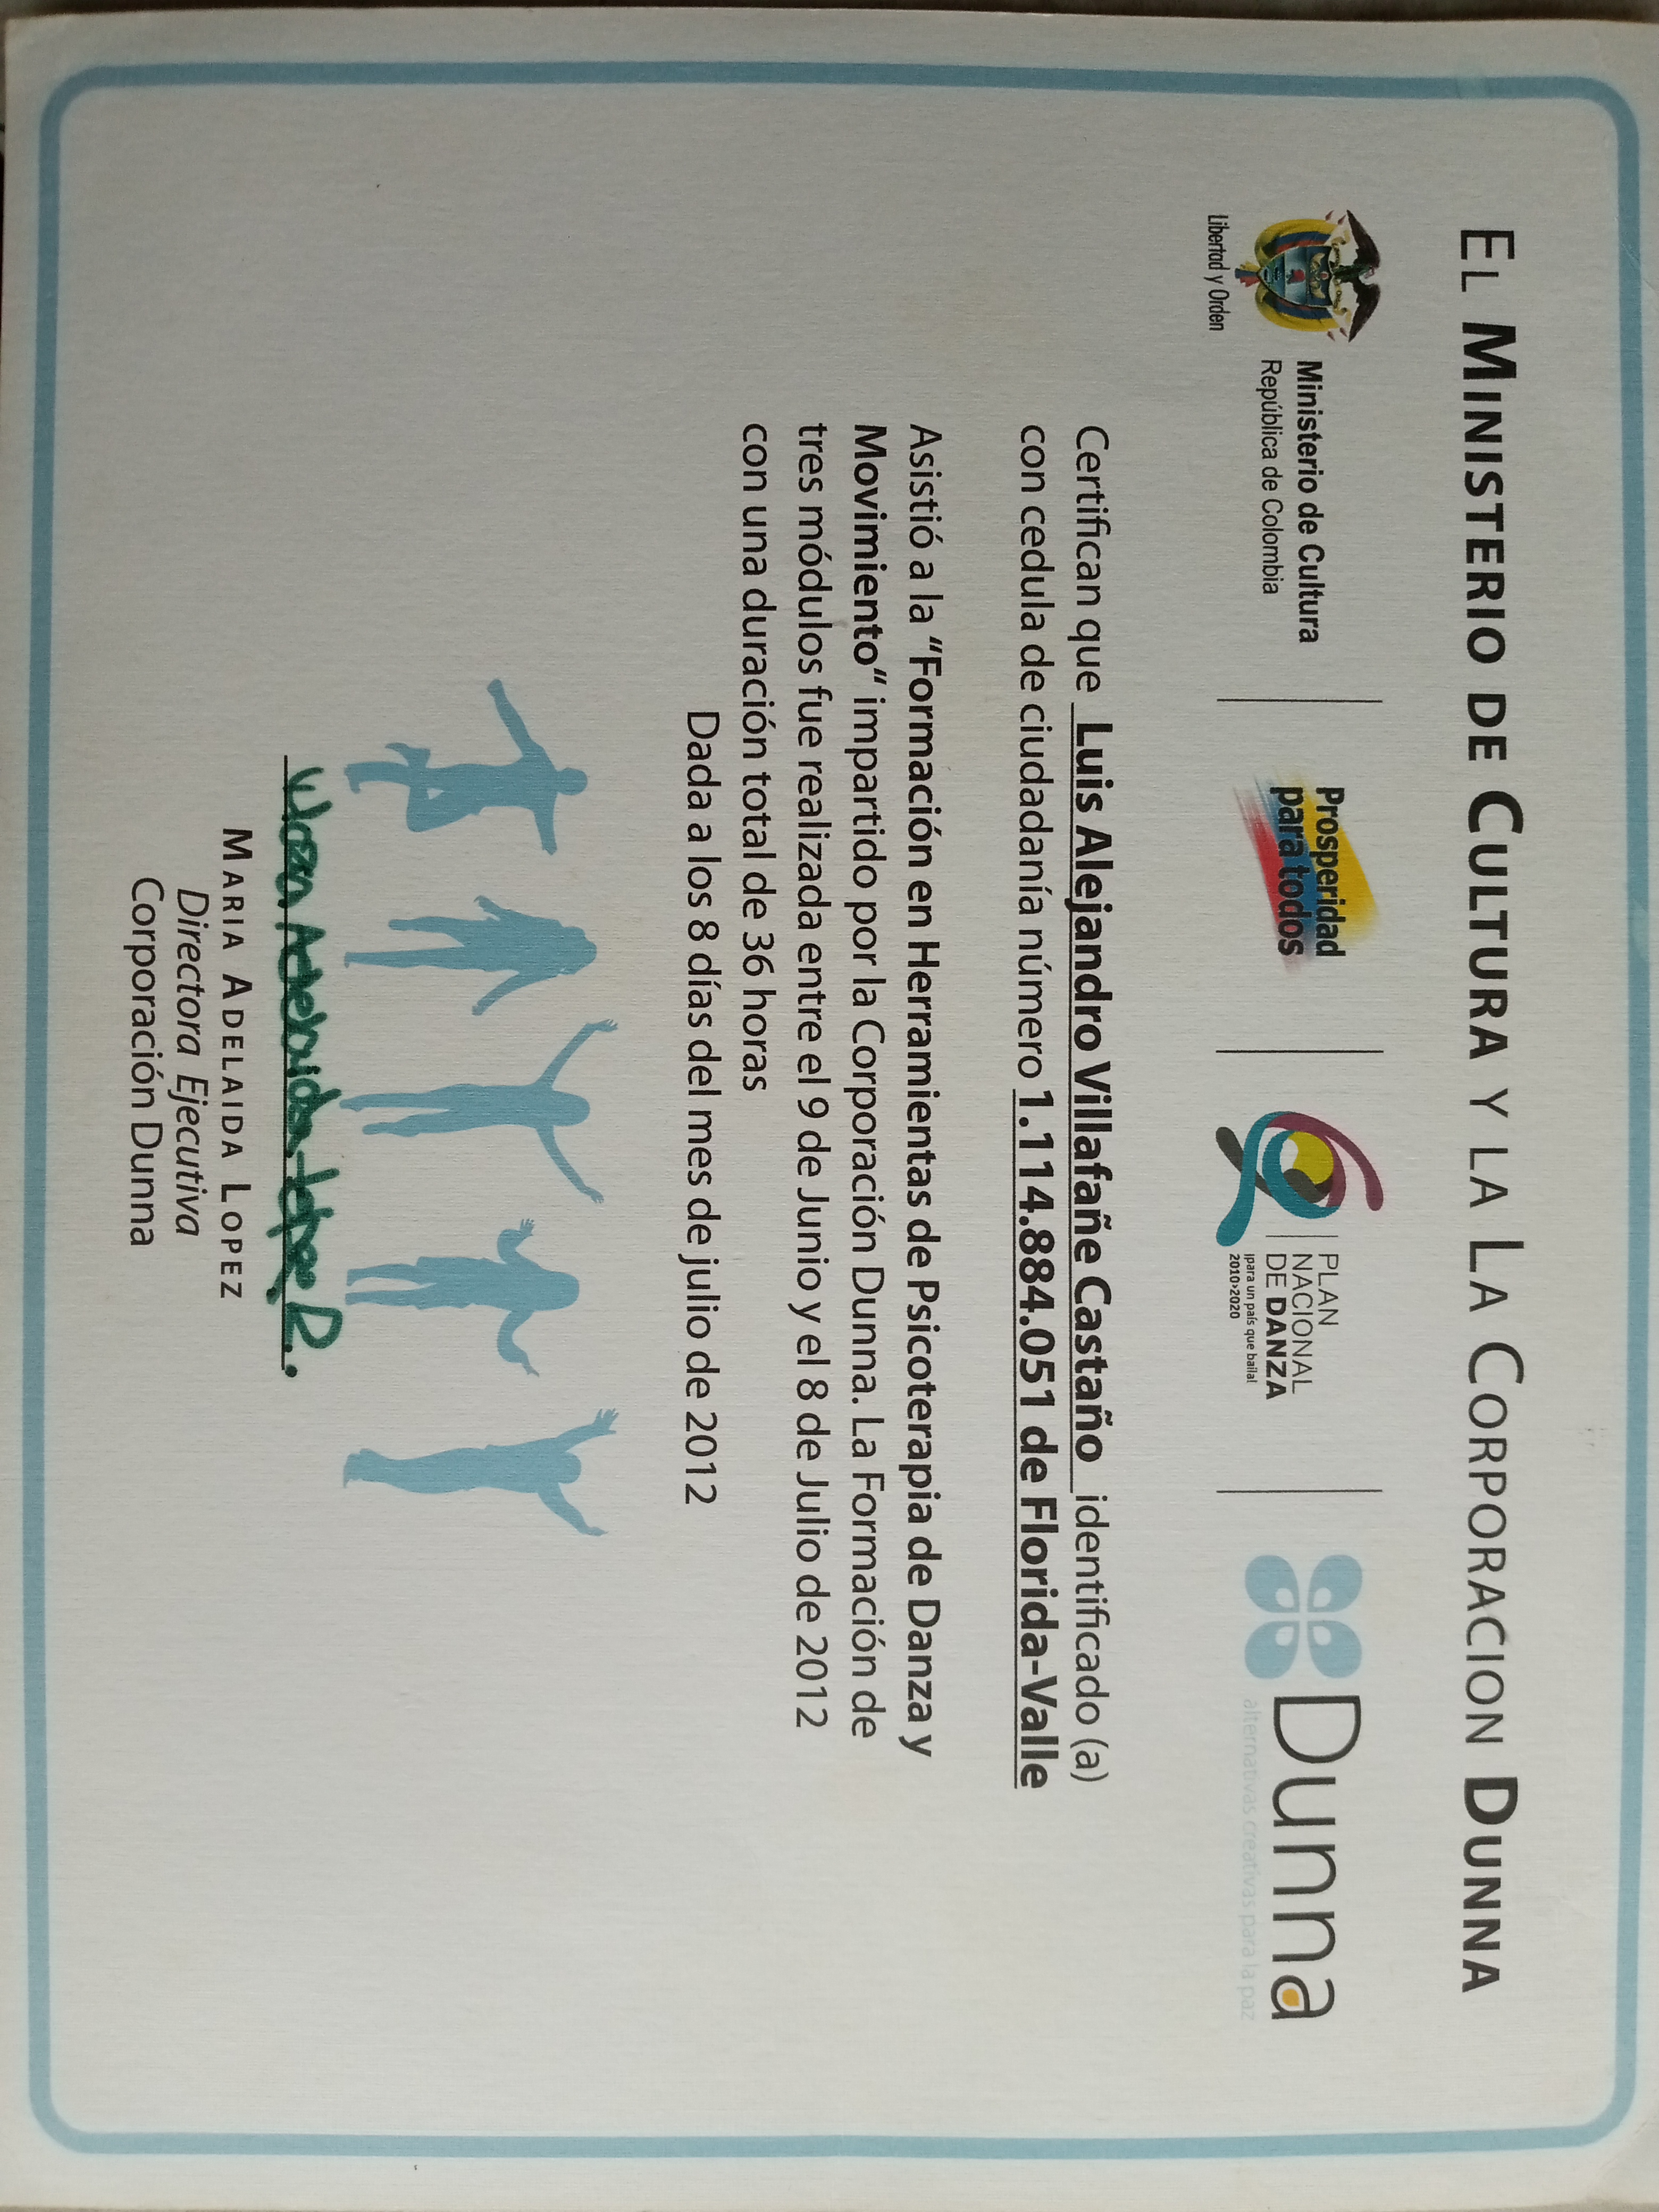 El Ministerio de Cultura y la La Corporacion Dunna
Ministerio de Cultura
República de Colombia
Libertad y Orden
Prosperidad
para todos
PLAN
NACIONAL
DE DANZA
¡para un país que baila!
2010>2020
Dunna
alternativas creativas para la paz
Certifican que Luis Alejandro Villafañe Castaño identificado (a)
con cedula de ciudadanía número 1.114.884.051 de Florida-Valle
Asistió a la “Formación en Herramientas de Psicoterapia de Danza y
Movimiento“ impartido por la Corporación Dunna. La Formación de
tres módulos fue realizada entre el 9 de Junio y el 8 de Julio de 2012
con una duración total de 36 horas
Dada a los 8 días del mes de julio de 2012
Maria Adelaida López R.
Maria Adelaida Lopez
Directora Ejecutiva
Corporación Dunna